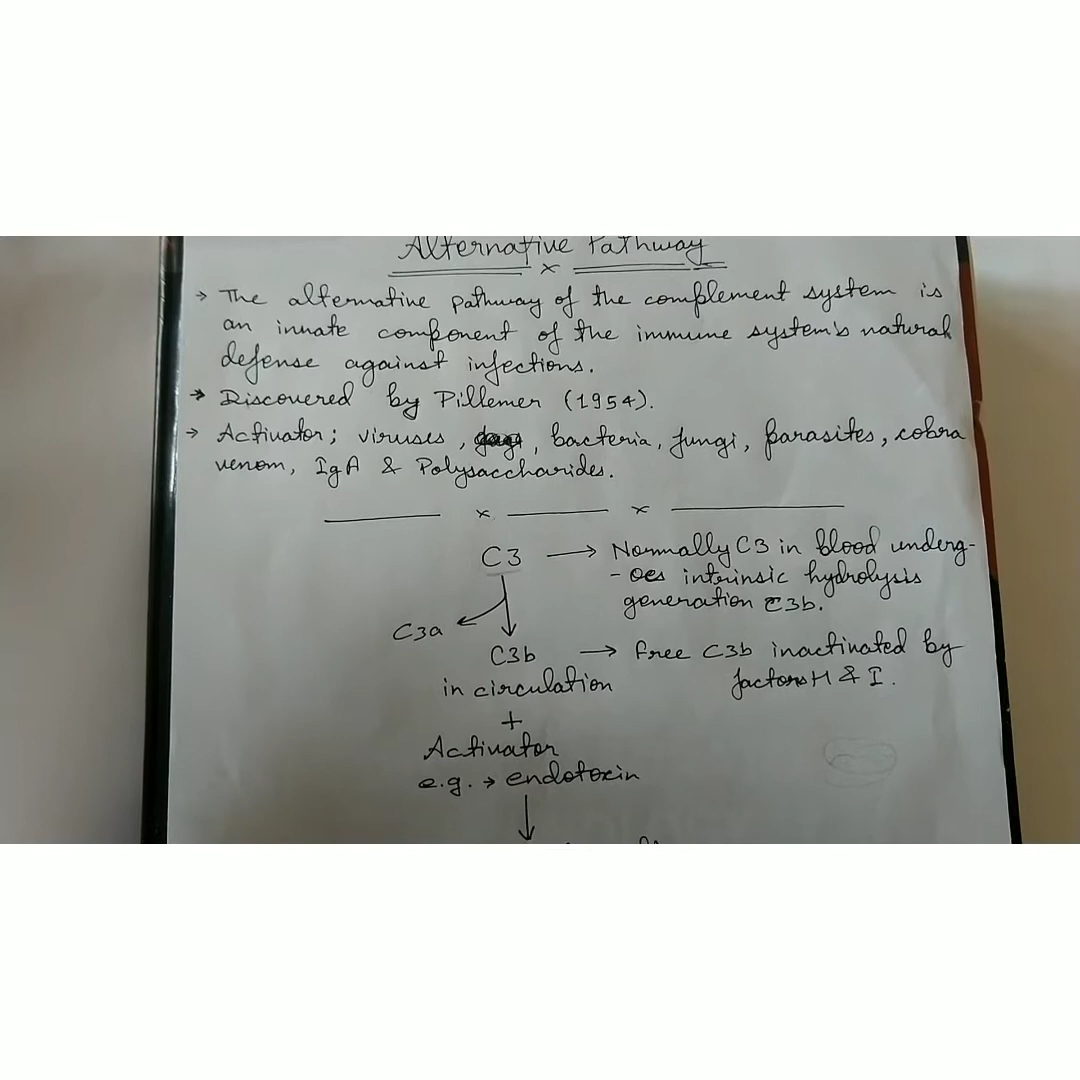 Alternative Pathway
x
→ The alternative pathway of the complement system is
an innate component of the immune system's natural
defense against infections.
→ Discovered by Pillemer (1954).
→ Activator; viruses, , bacteria, fungi, parasites, cobra
venom, IgA & Polysaccharides.
x x
C3 → Normally C3 in blood underg-
-oes intrinsic hydrolysis
generation C3b.
C3a
C3b → free C3b inactivated by
in circulation factors H & I.
+
Activator
e.g. → endotoxin